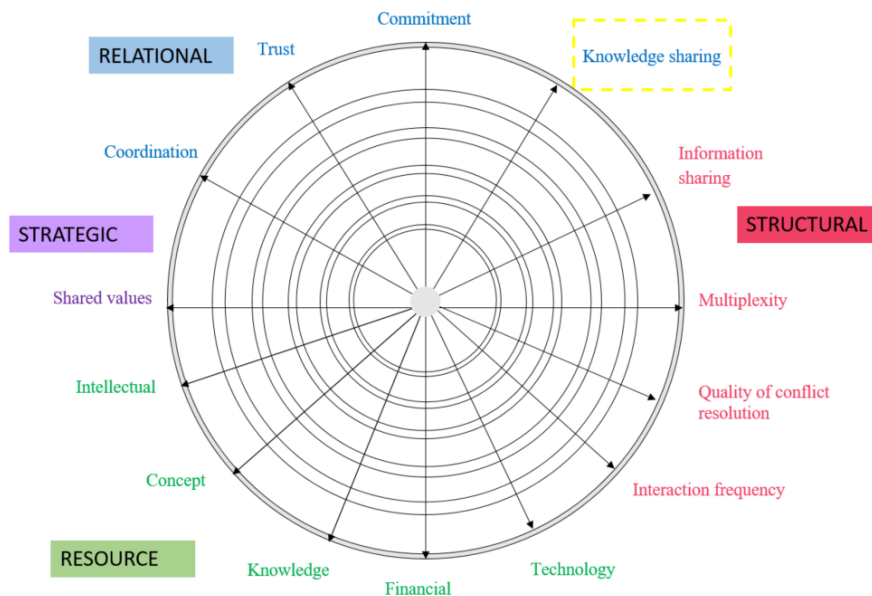 Commitment
RELATIONAL
Trust
Knowledge sharing
Coordination
Information
sharing
STRATEGIC
STRUCTURAL
Shared values
Multiplexity
Intellectual
Quality of conflict
resolution
Concept
Interaction frequency
RESOURCE
Knowledge
Technology
Financial